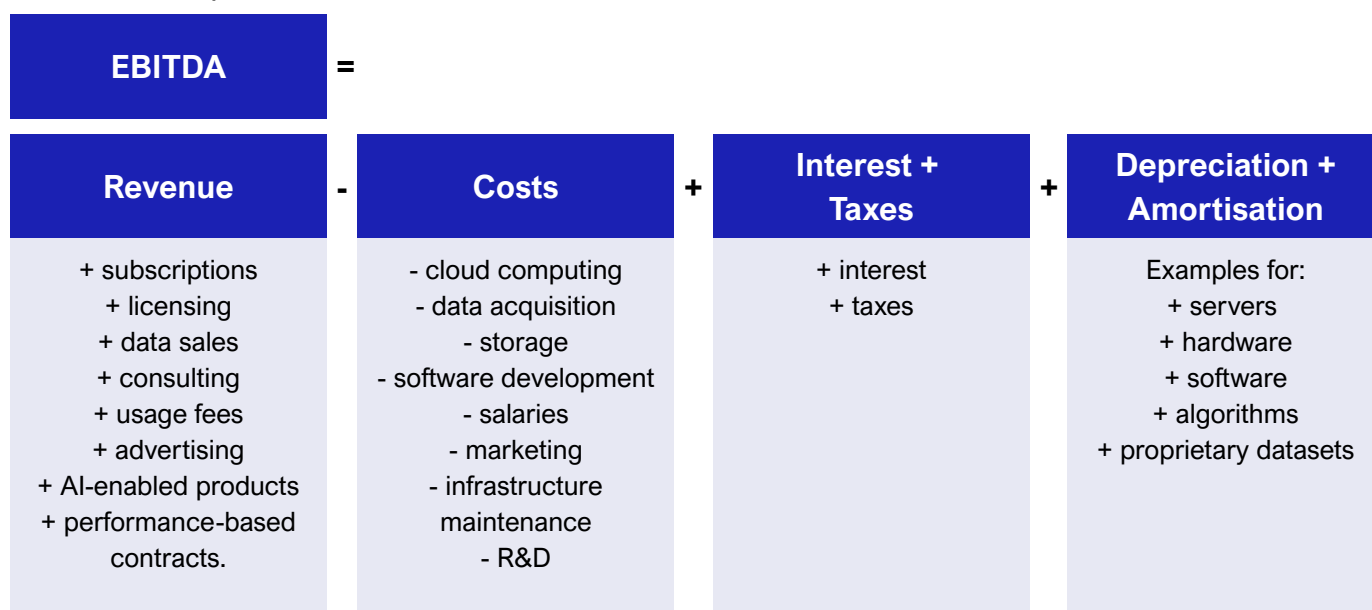 EBITDA =
Revenue - Costs + Interest +
Taxes + Depreciation +
Amortisation
+ subscriptions
+ licensing
+ data sales
+ consulting
+ usage fees
+ advertising
+ AI-enabled products
+ performance-based
contracts.
- cloud computing
- data acquisition
- storage
- software development
- salaries
- marketing
- infrastructure
maintenance
- R&D
+ interest
+ taxes
Examples for:
+ servers
+ hardware
+ software
+ algorithms
+ proprietary datasets